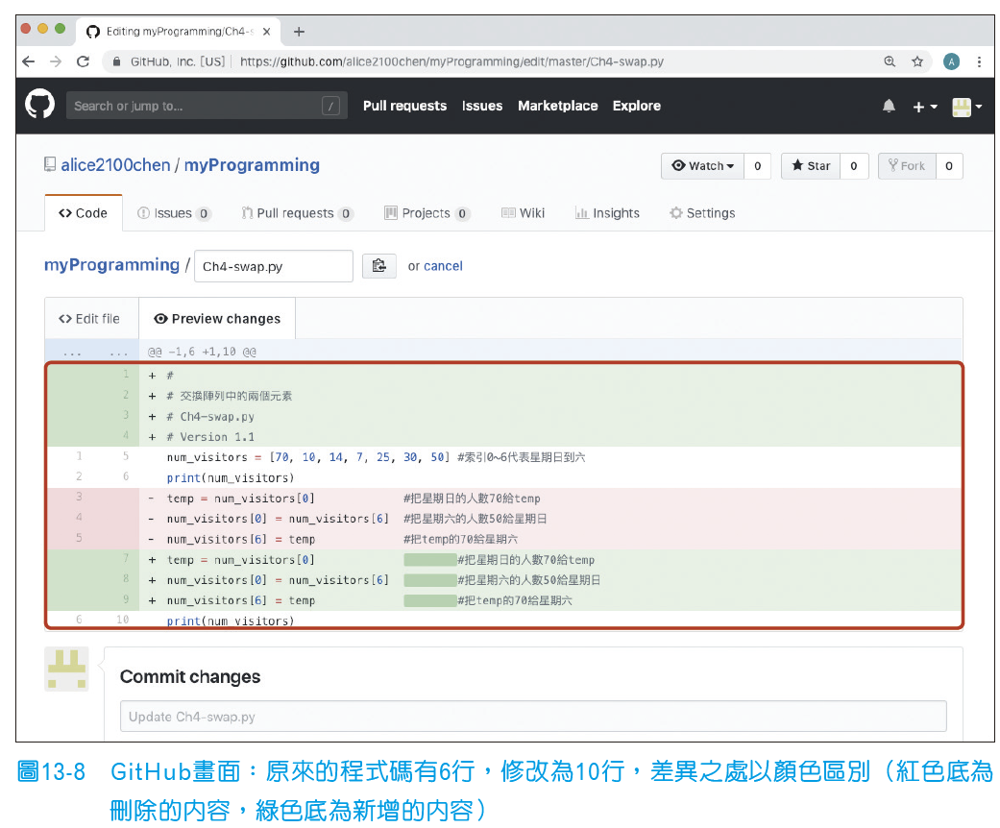 Editing myProgramming/Ch4-s
GitHub, Inc. [US] https://github.com/alice2100chen/myProgramming/edit/master/Ch4-swap.py
A
Search or jump to... /
Pull requests Issues Marketplace Explore
alice2100chen / myProgramming
Watch 0 Star 0 Fork 0
Code Issues 0 Pull requests 0 Projects 0 Wiki Insights Settings
myProgramming / Ch4-swap.py or cancel
<> Edit file Preview changes
... ... @@ -1,6 +1,10 @@
1 + #
2 + # 交換陣列中的兩個元素
3 + # Ch4-swap.py
4 + # Version 1.1
1 5 num_visitors = [70, 10, 14, 7, 25, 30, 50] #索引0~6代表星期日到六
2 6 print(num_visitors)
3 - temp = num_visitors[0] #把星期日的人數70給temp
4 - num_visitors[0] = num_visitors[6] #把星期六的人數50給星期日
5 - num_visitors[6] = temp #把temp的70給星期六
7 + temp = num_visitors[0] #把星期日的人數70給temp
8 + num_visitors[0] = num_visitors[6] #把星期六的人數50給星期日
9 + num_visitors[6] = temp #把temp的70給星期六
6 10 print(num_visitors)
Commit changes
Update Ch4-swap.py
圖13-8 GitHub畫面：原來的程式碼有6行，修改為10行，差異之處以顏色區別（紅色底為
刪除的內容，綠色底為新增的內容）